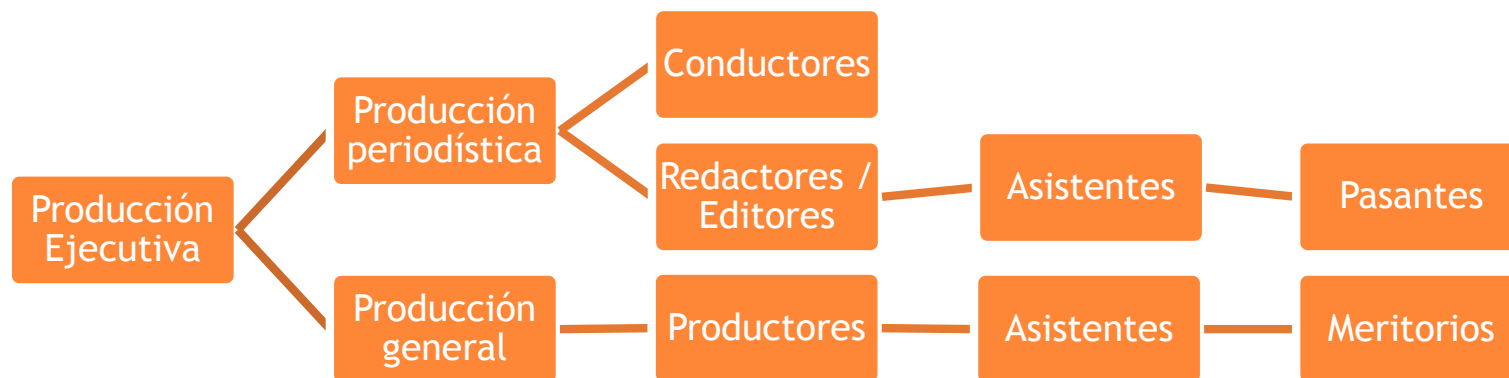 Producción
Ejecutiva
Producción
periodística
Conductores
Redactores /
Editores
Asistentes
Pasantes
Producción
general
Productores
Asistentes
Meritorios